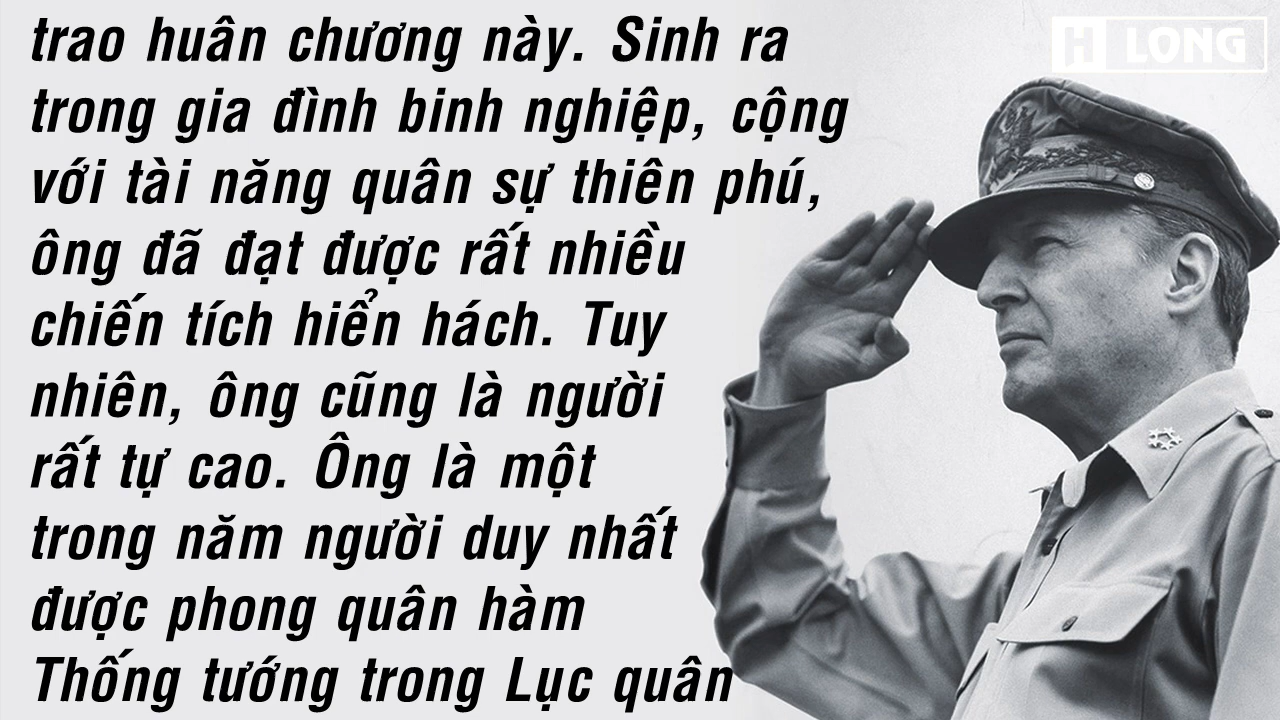 trao huân chương này. Sinh ra
trong gia đình binh nghiệp, cộng
với tài năng quân sự thiên phú,
ông đã đạt được rất nhiều
chiến tích hiển hách. Tuy
nhiên, ông cũng là người
rất tự cao. Ông là một
trong năm người duy nhất
được phong quân hàm
Thống tướng trong Lục quân
H LONG